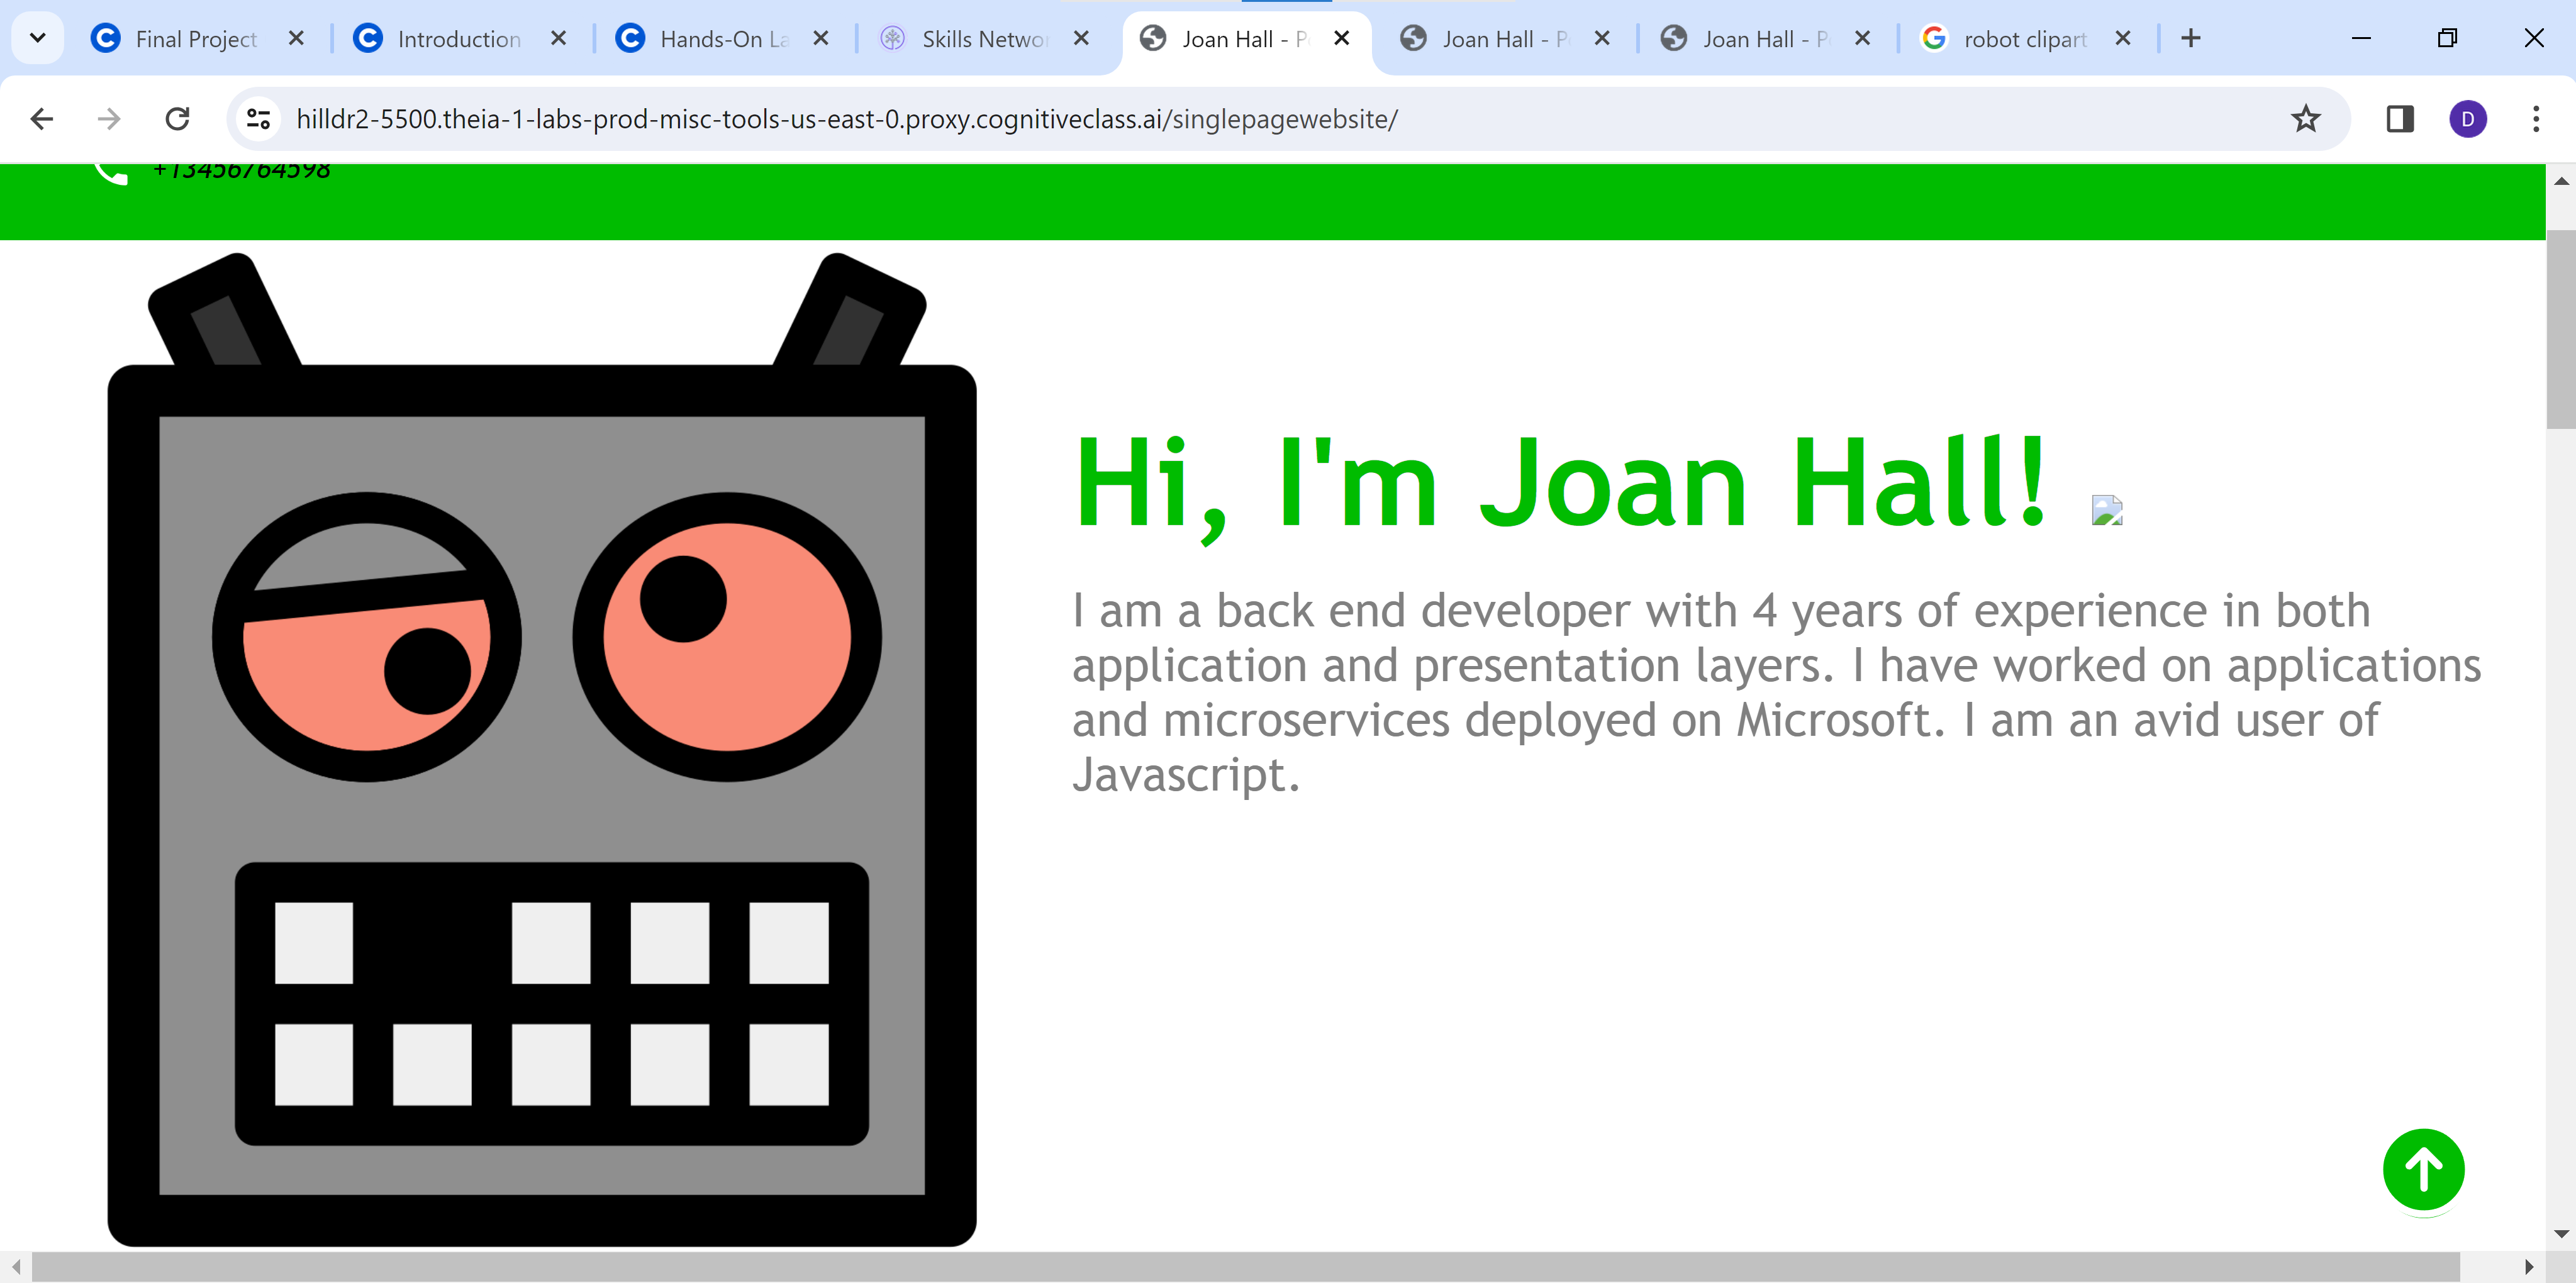 Final Project
Introduction
Hands-On La
Skills Networ
Joan Hall - P
Joan Hall - P
Joan Hall - P
robot clipart
hilldr2-5500.theia-1-labs-prod-misc-tools-us-east-0.proxy.cognitiveclass.ai/singlepagewebsite/
D
+13456764598
Hi, I'm Joan Hall!
I am a back end developer with 4 years of experience in both
application and presentation layers. I have worked on applications
and microservices deployed on Microsoft. I am an avid user of
Javascript.